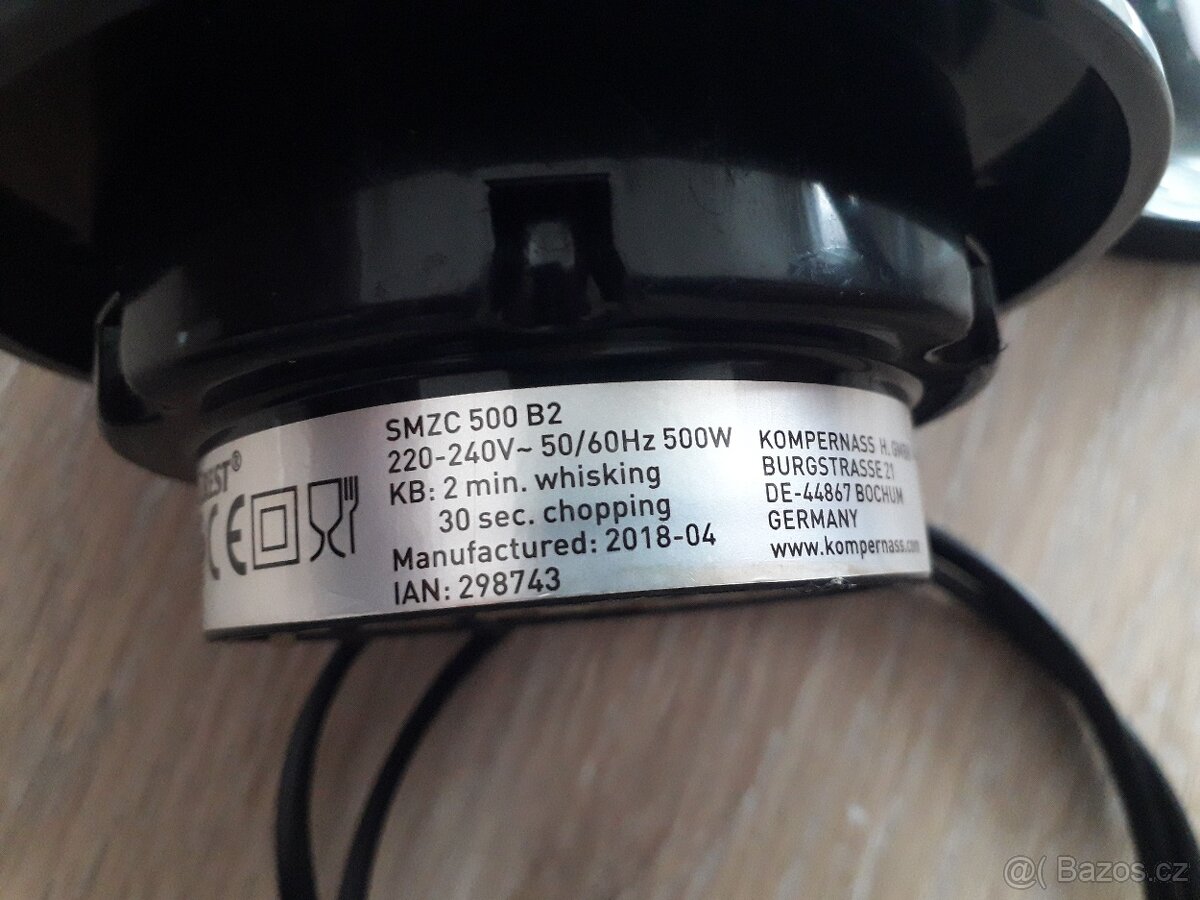 SMZC 500 B2
220-240V~ 50/60Hz 500W
KB: 2 min. whisking
30 sec. chopping
Manufactured: 2018-04
IAN: 298743
KOMPERNASS H.
BURGSTRASSE 21
DE-44867 BOCHUM
GERMANY
www.kompernass.com
CE
@( Bazos.cz